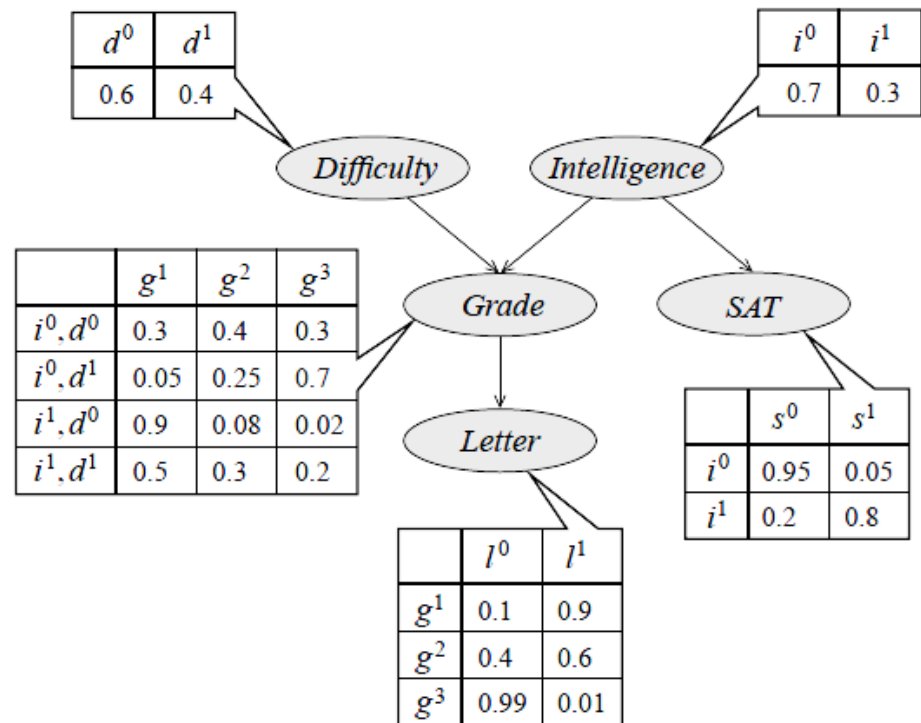 d⁰ d¹
0.6 0.4
i⁰ i¹
0.7 0.3
Difficulty
Intelligence
g¹ g² g³
i⁰,d⁰ 0.3 0.4 0.3
i⁰,d¹ 0.05 0.25 0.7
i¹,d⁰ 0.9 0.08 0.02
i¹,d¹ 0.5 0.3 0.2
Grade
SAT
Letter
s⁰ s¹
i⁰ 0.95 0.05
i¹ 0.2 0.8
l⁰ l¹
g¹ 0.1 0.9
g² 0.4 0.6
g³ 0.99 0.01